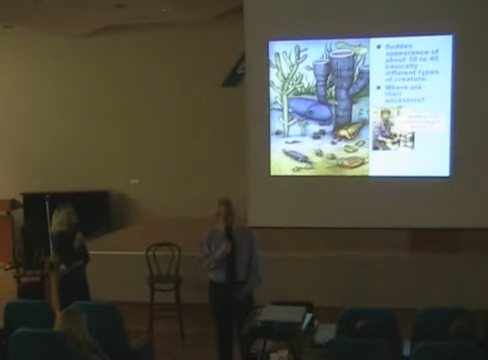 Sudden
appearance of
about 30 to 40
basically
different types
of creature.
Where are
their
ancestors?